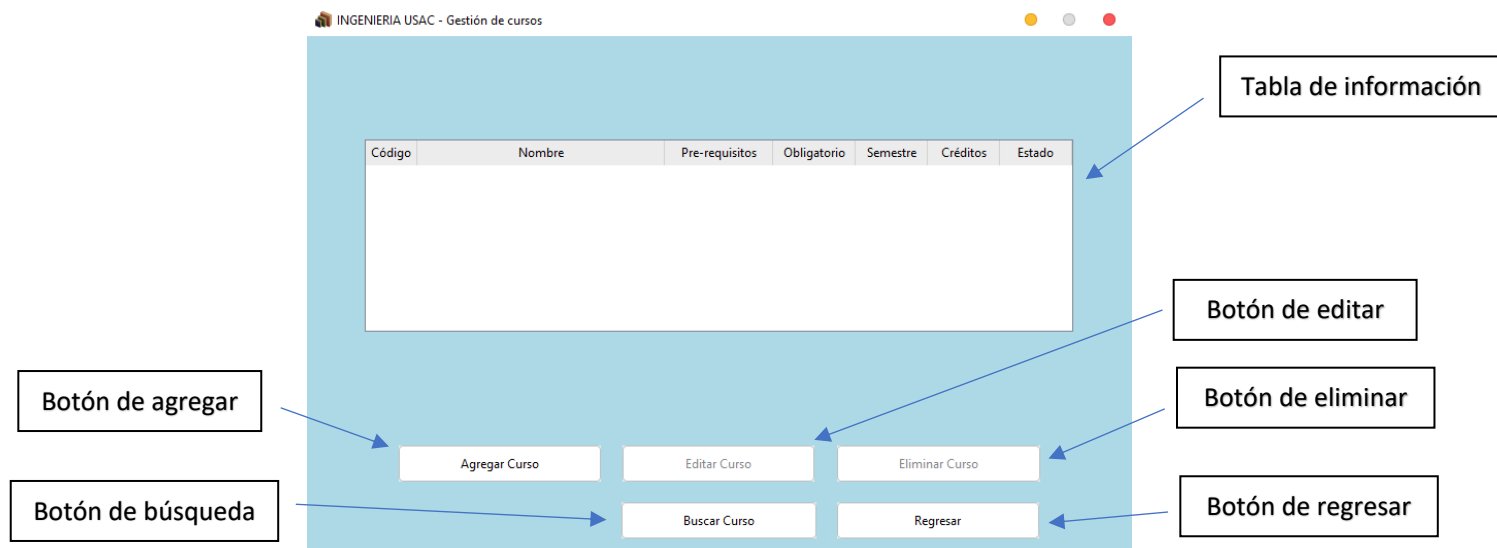 INGENIERIA USAC - Gestión de cursos
Tabla de información
Código Nombre Pre-requisitos Obligatorio Semestre Créditos Estado
Botón de editar
Botón de eliminar
Botón de agregar
Agregar Curso Editar Curso Eliminar Curso
Botón de búsqueda
Buscar Curso Regresar
Botón de regresar